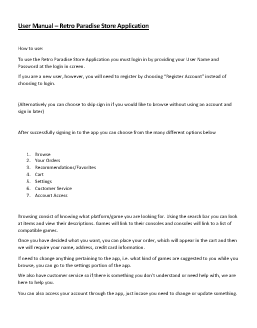 User Manual – Retro Paradise Store Application
How to use:
To use the Retro Paradise Store Application you must log in by providing your User Name and
Password at the log in screen.
If you are a new user, however, you will need to register by choosing "Register Account" instead of
choosing to login.
(Alternatively you can choose to skip sign in if you would like to browse without using an account and
sign in later)
After successfully signing in to the app you can choose from the many different options below
1. Browse
2. Your Orders
3. Recommendations/Favorites
4. Cart
5. Settings
6. Customer Service
7. Account Access
Browsing consist of knowing what platform/game you are looking for. Using the search bar you can look
at items and view their descriptions. Games will link to their consoles and consoles will link to a list of
compatible games.
Once you have decided what you want, you can place your order, which will appear in the cart and then
we will require your name, address, credit card information.
If need to change anything pertaining to the app, i.e. what kind of games are suggested to you while you
browse, you can go to the settings portion of the app.
We also have customer service so if there is something you don't understand or need help with, we are
here to help you.
You can also access your account through the app, just incase you need to change or update something.